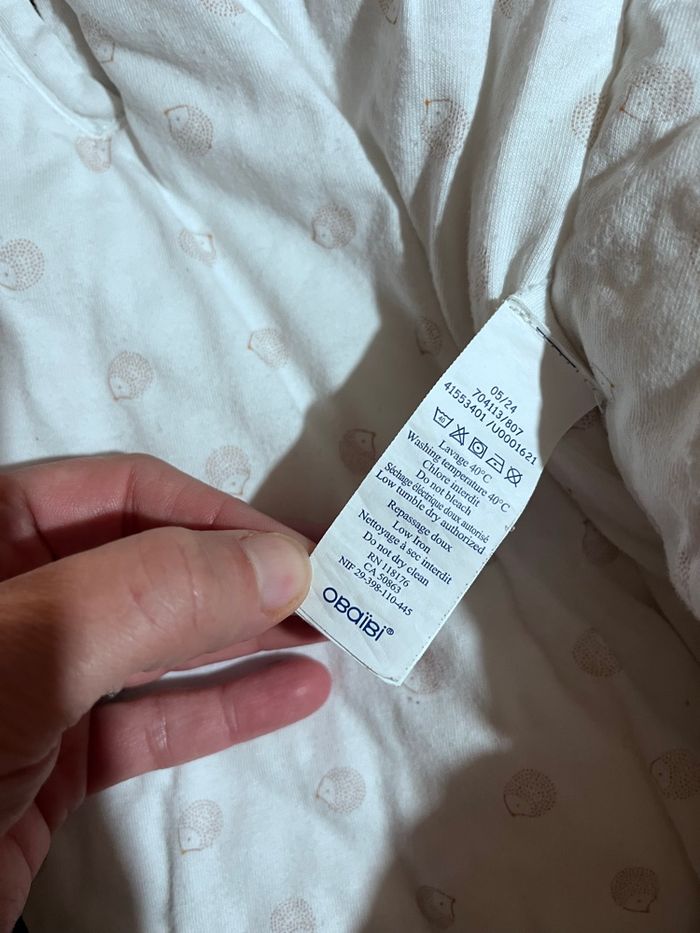 05/24
704113/807
41553401 /U0001621
40
Lavage 40°C
Washing temperature 40°C
Chlore interdit
Do not bleach
Séchage électrique doux autorisé
Low tumble dry authorized
Repassage doux
Low Iron
Nettoyage à sec interdit
Do not dry clean
RN 118176
CA 50863
NIF 29-398-110-445
OBaïBi®